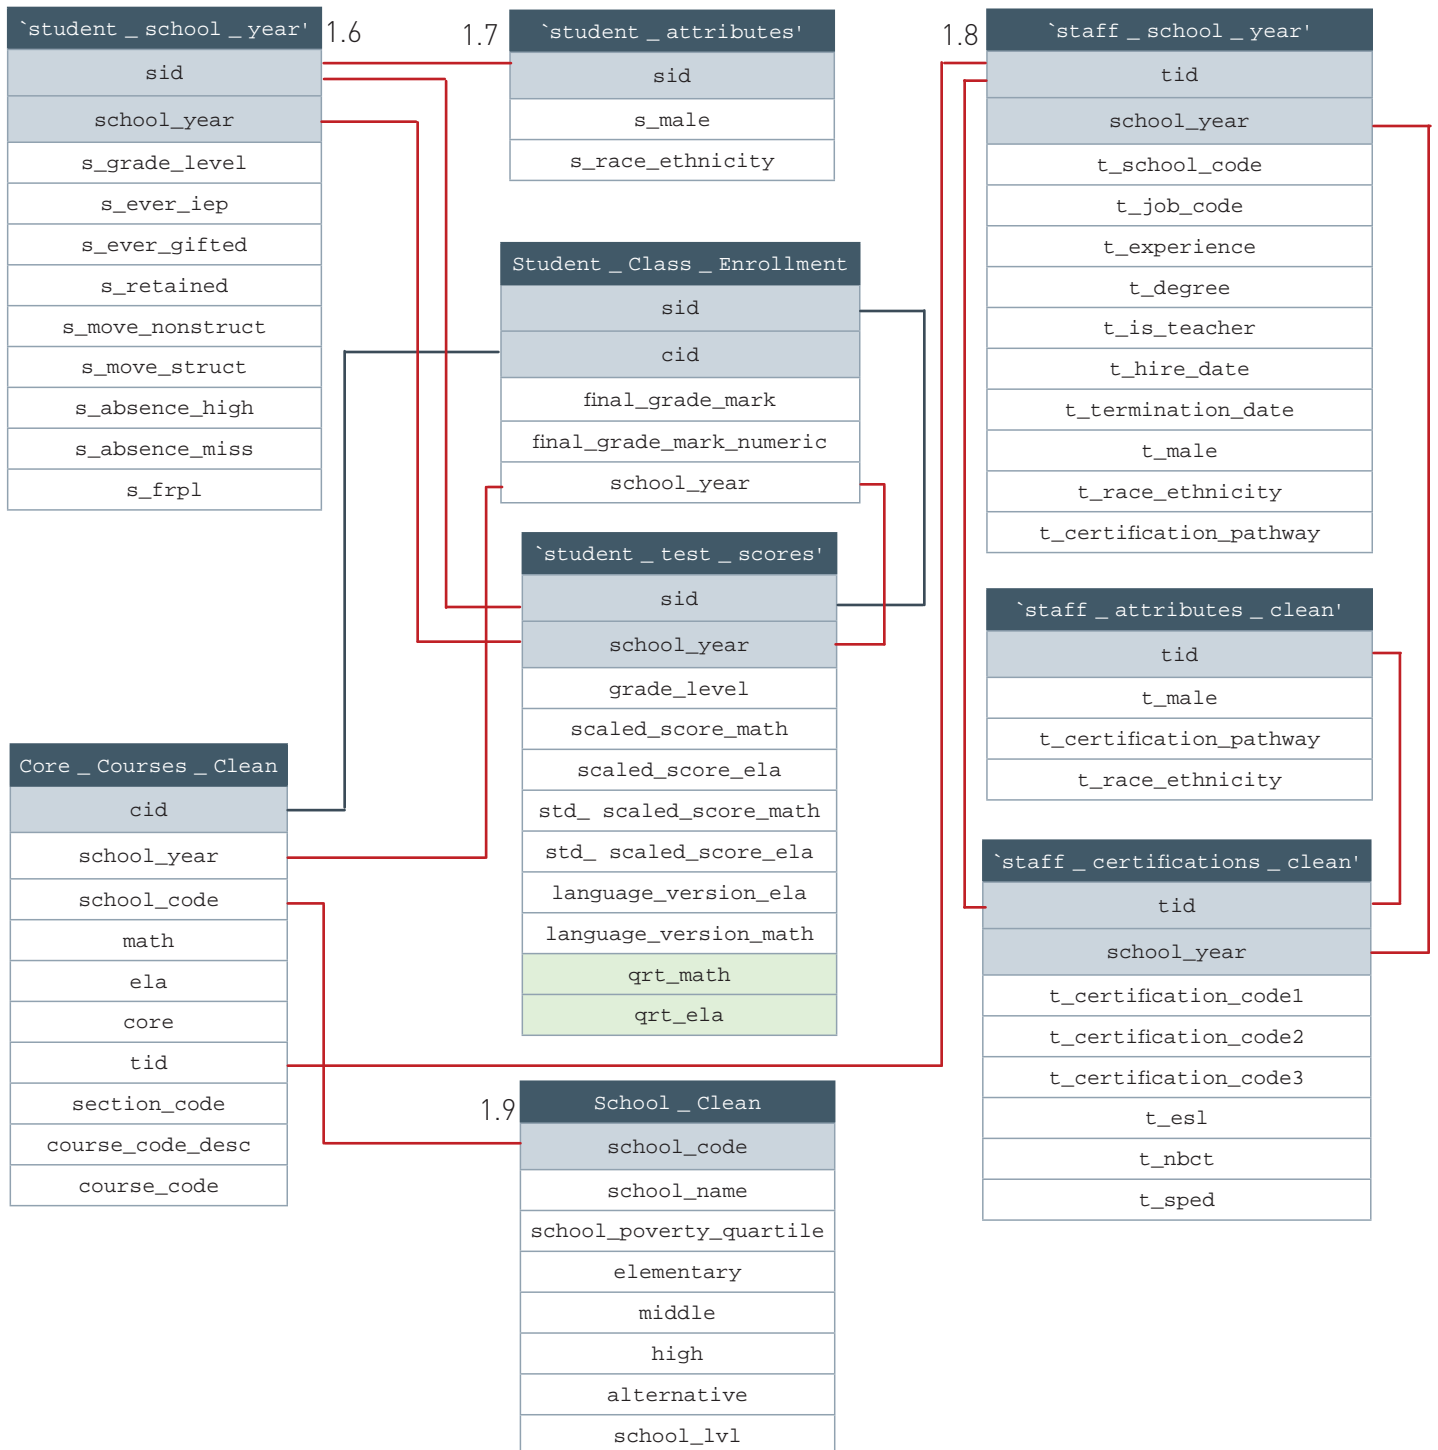 `student _ school _ year'
1.6
sid
school_year
s_grade_level
s_ever_iep
s_ever_gifted
s_retained
s_move_nonstruct
s_move_struct
s_absence_high
s_absence_miss
s_frpl
1.7
`student _ attributes'
sid
s_male
s_race_ethnicity
Student _ Class _ Enrollment
sid
cid
final_grade_mark
final_grade_mark_numeric
school_year
`student _ test _ scores'
sid
school_year
grade_level
scaled_score_math
scaled_score_ela
std_ scaled_score_math
std_ scaled_score_ela
language_version_ela
language_version_math
qrt_math
qrt_ela
Core _ Courses _ Clean
cid
school_year
school_code
math
ela
core
tid
section_code
course_code_desc
course_code
1.9
School _ Clean
school_code
school_name
school_poverty_quartile
elementary
middle
high
alternative
school_lvl
1.8
`staff _ school _ year'
tid
school_year
t_school_code
t_job_code
t_experience
t_degree
t_is_teacher
t_hire_date
t_termination_date
t_male
t_race_ethnicity
t_certification_pathway
`staff _ attributes _ clean'
tid
t_male
t_certification_pathway
t_race_ethnicity
`staff _ certifications _ clean'
tid
school_year
t_certification_code1
t_certification_code2
t_certification_code3
t_esl
t_nbct
t_sped